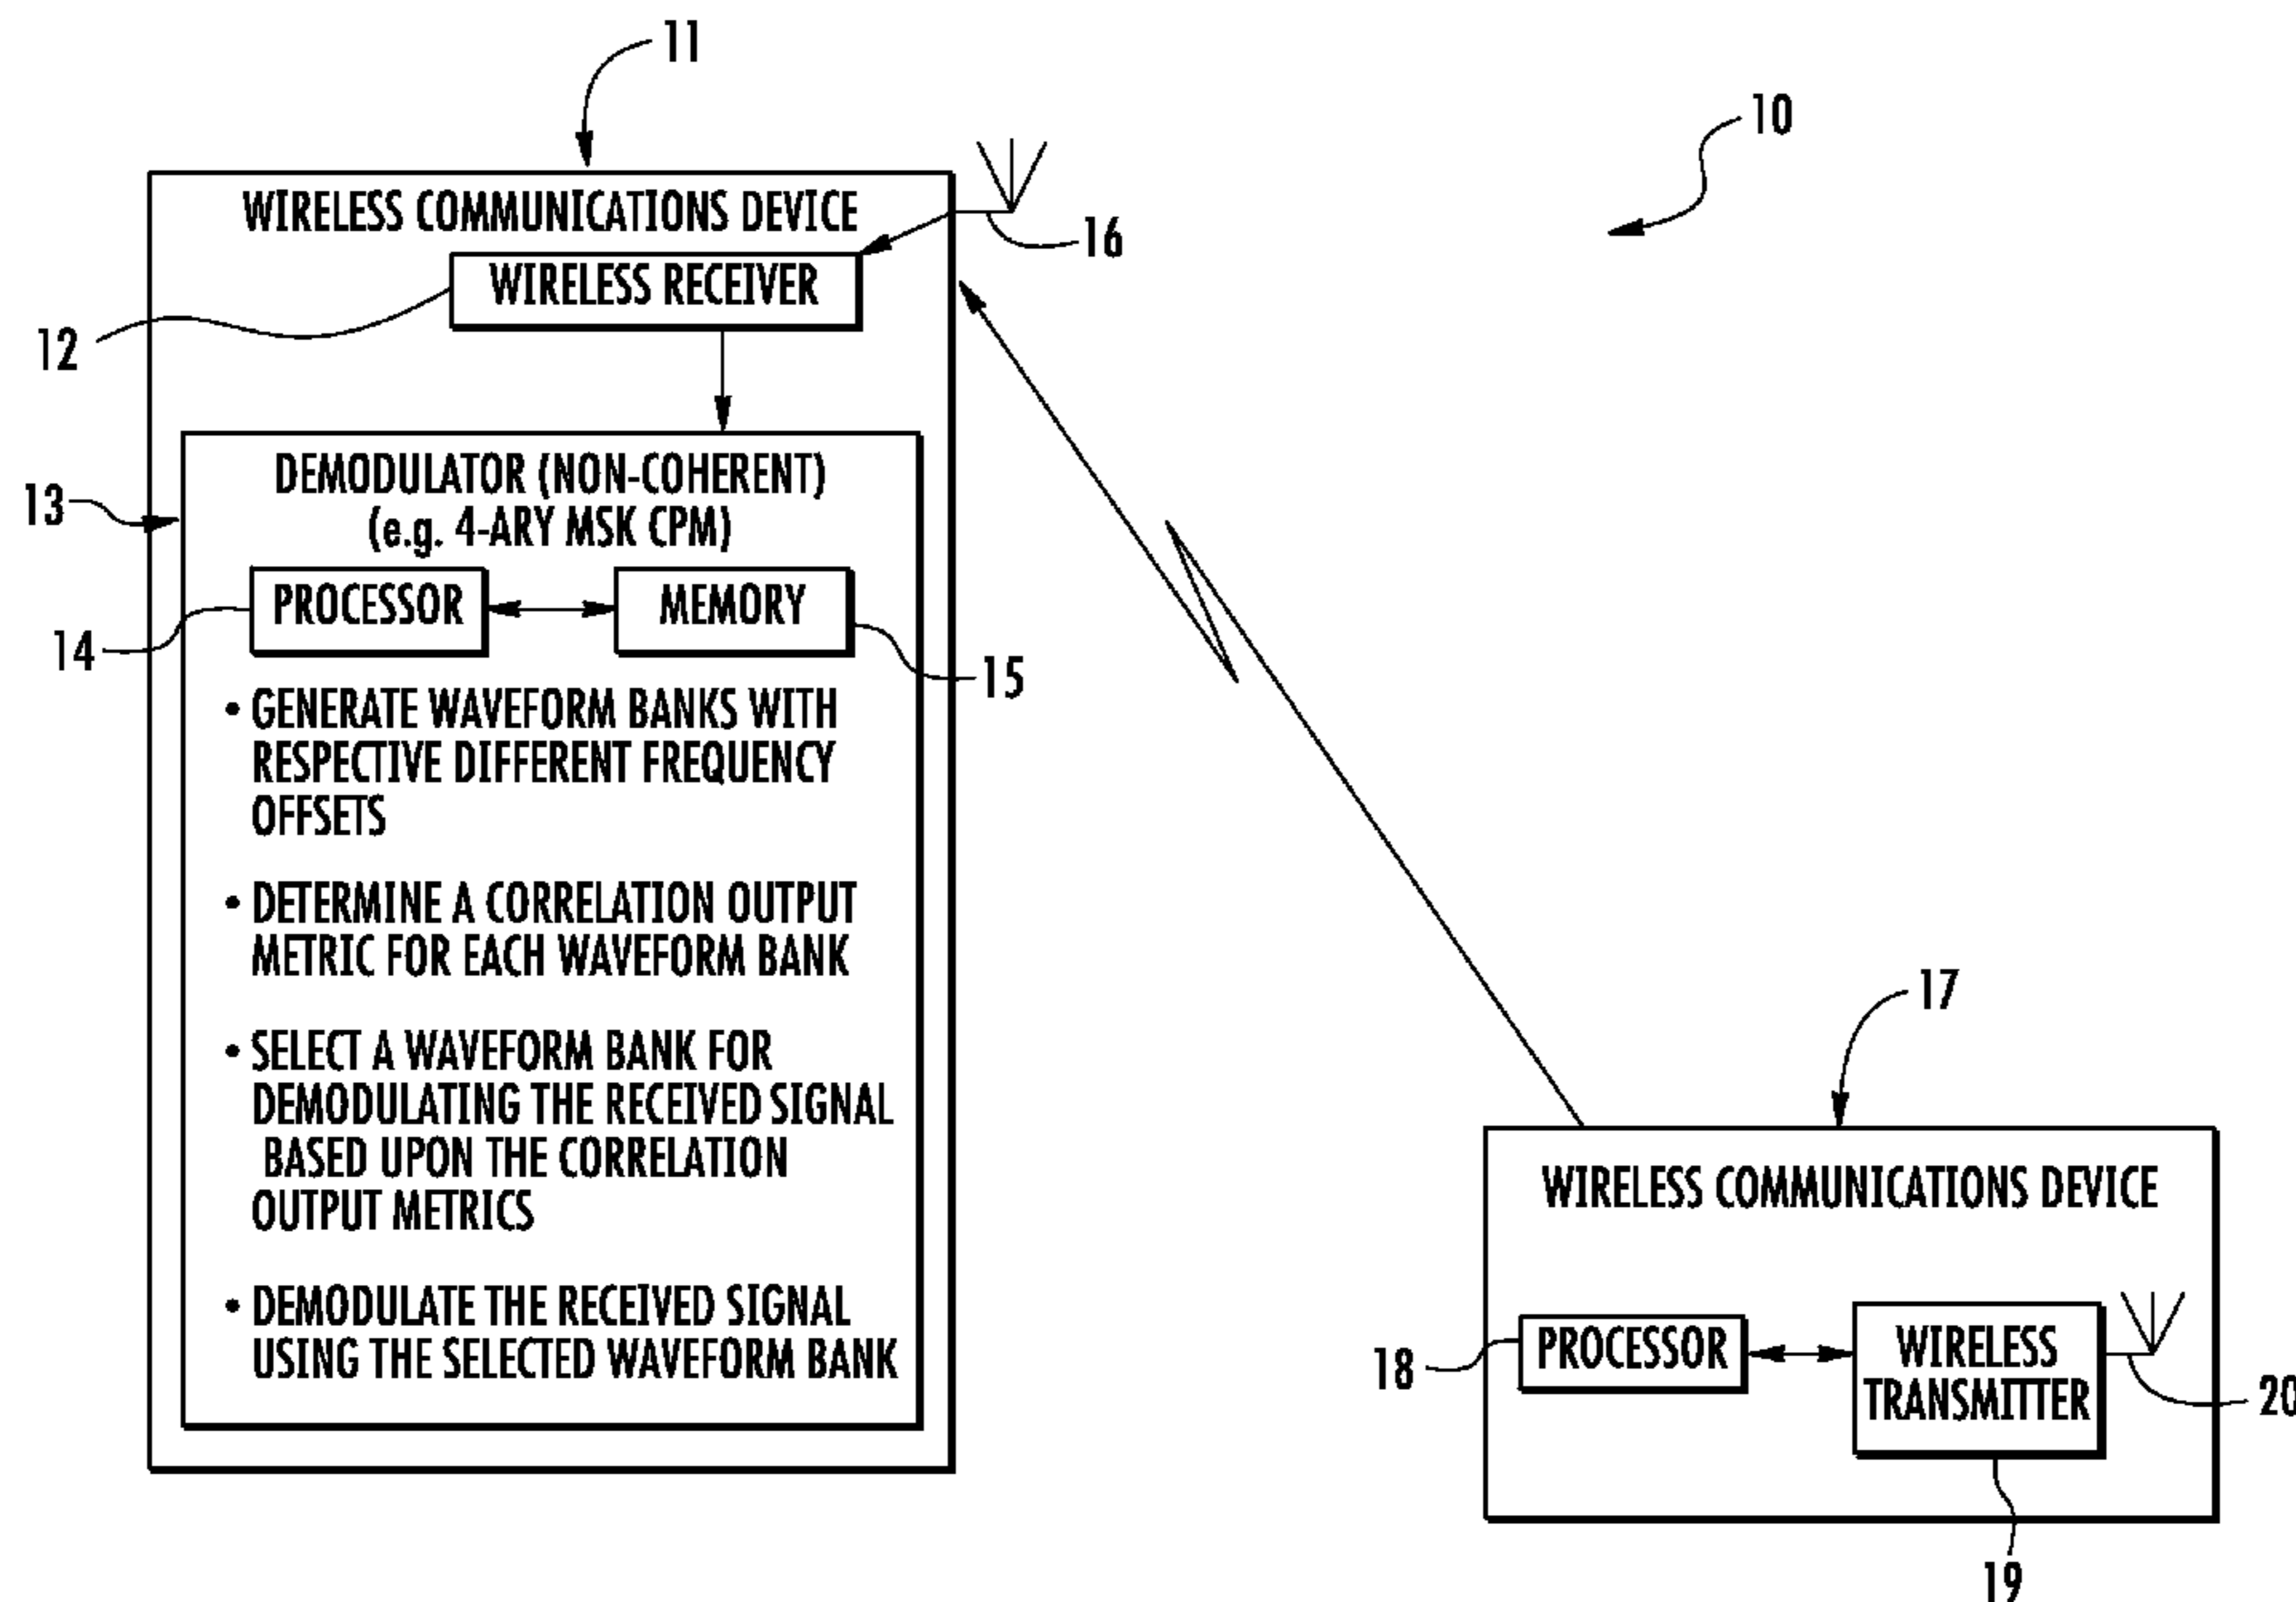 11
10
WIRELESS COMMUNICATIONS DEVICE
16
WIRELESS RECEIVER
12
DEMODULATOR (NON-COHERENT)
(e.g. 4-ARY MSK CPM)
13
PROCESSOR
MEMORY
14
15
• GENERATE WAVEFORM BANKS WITH
RESPECTIVE DIFFERENT FREQUENCY
OFFSETS
• DETERMINE A CORRELATION OUTPUT
METRIC FOR EACH WAVEFORM BANK
• SELECT A WAVEFORM BANK FOR
DEMODULATING THE RECEIVED SIGNAL
BASED UPON THE CORRELATION
OUTPUT METRICS
• DEMODULATE THE RECEIVED SIGNAL
USING THE SELECTED WAVEFORM BANK
17
WIRELESS COMMUNICATIONS DEVICE
PROCESSOR
WIRELESS
TRANSMITTER
18
20
19